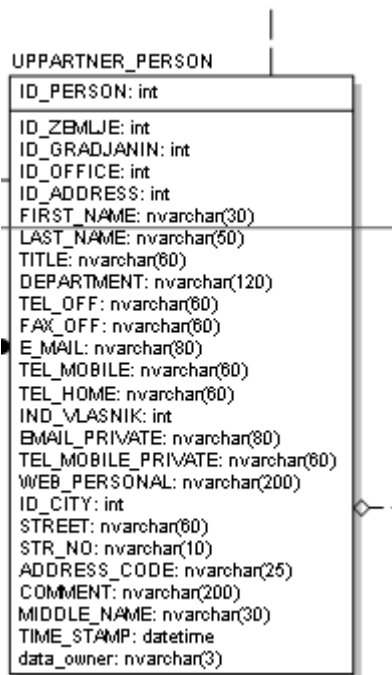 UPPARTNER_PERSON
ID_PERSON: int
ID_ZEMLJE: int
ID_GRADJANIN: int
ID_OFFICE: int
ID_ADDRESS: int
FIRST_NAME: nvarchar(30)
LAST_NAME: nvarchar(50)
TITLE: nvarchar(60)
DEPARTMENT: nvarchar(120)
TEL_OFF: nvarchar(60)
FAX_OFF: nvarchar(60)
E_MAIL: nvarchar(80)
TEL_MOBILE: nvarchar(60)
TEL_HOME: nvarchar(60)
IND_VLASNIK: int
EMAIL_PRIVATE: nvarchar(80)
TEL_MOBILE_PRIVATE: nvarchar(60)
WEB_PERSONAL: nvarchar(200)
ID_CITY: int
STREET: nvarchar(60)
STR_NO: nvarchar(10)
ADDRESS_CODE: nvarchar(25)
COMMENT: nvarchar(200)
MIDDLE_NAME: nvarchar(30)
TIME_STAMP: datetime
data_owner: nvarchar(3)